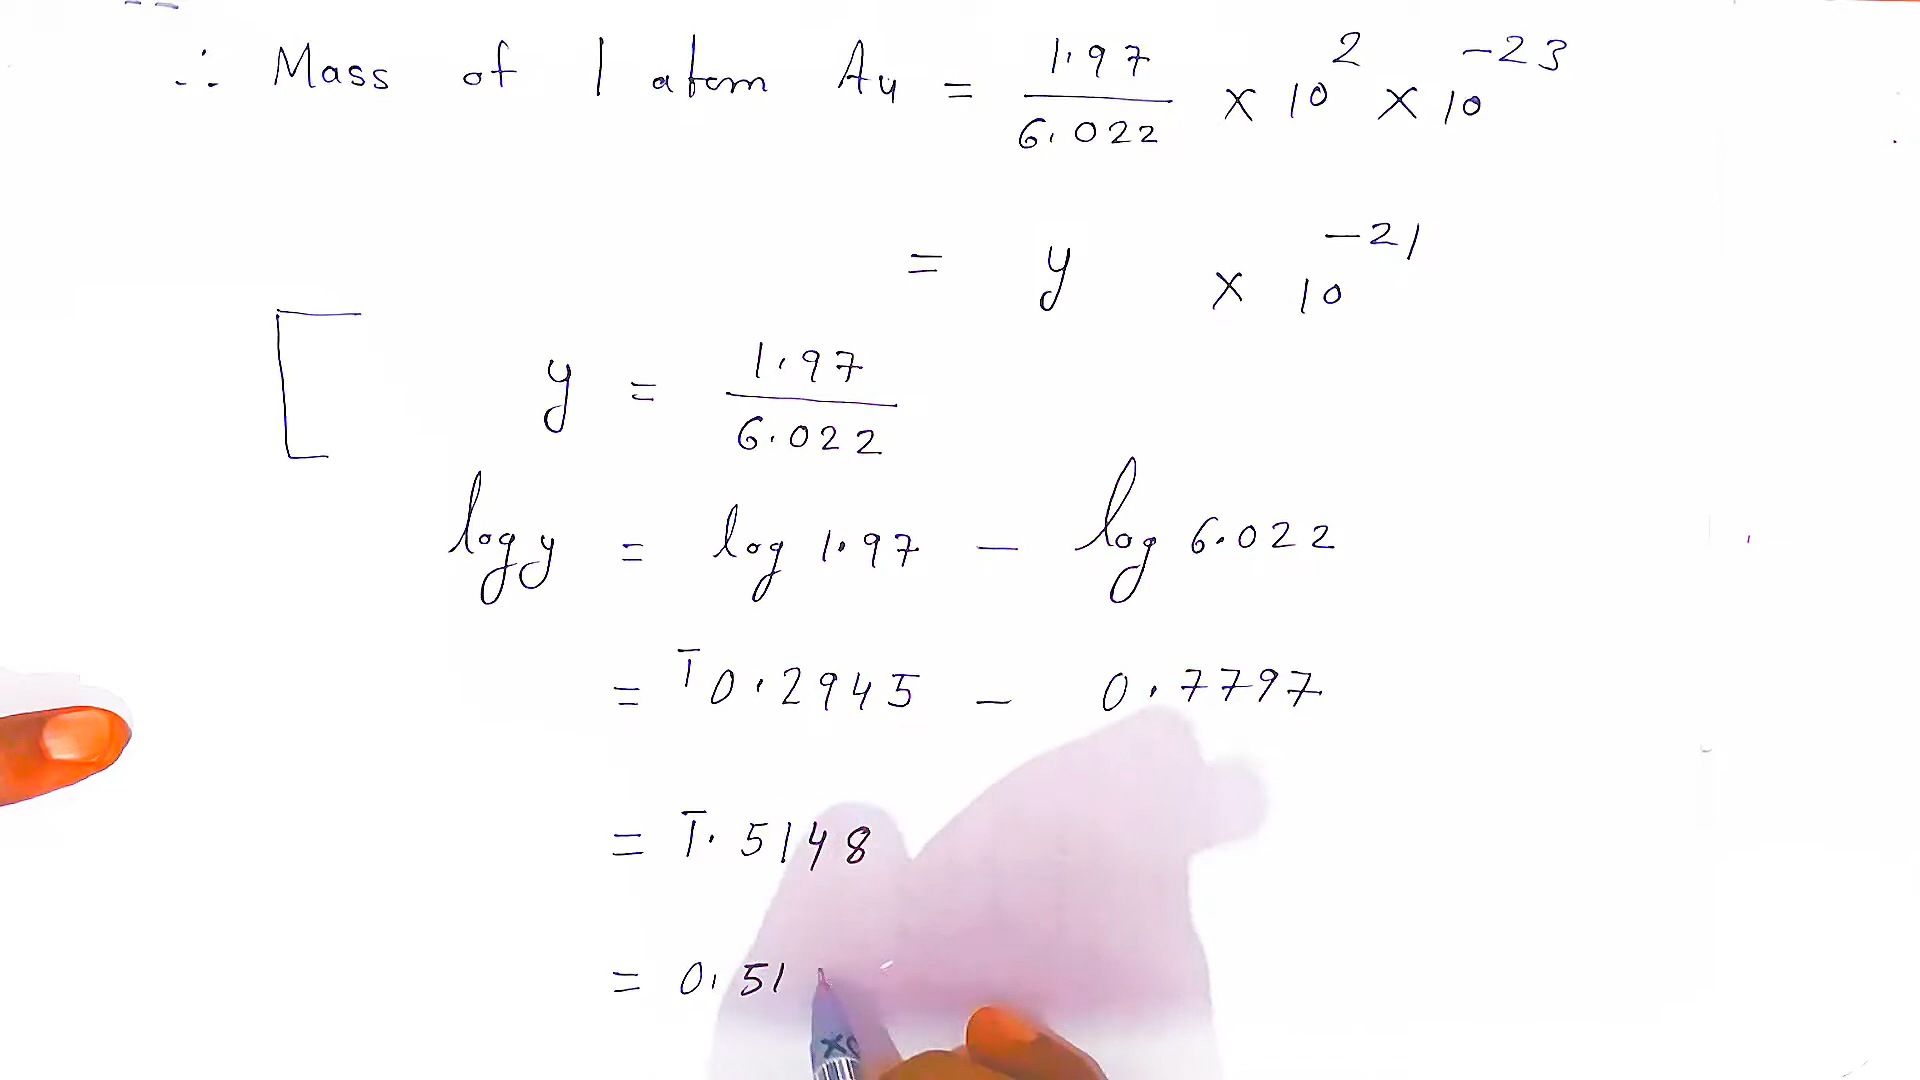 ∴ Mass of 1 atom Au = 1.97/6.022 × 10^2 × 10^-23
= y × 10^-21
[ y = 1.97/6.022
log y = log 1.97 - log 6.022
= 1̄ 0.2945 - 0.7797
= 1̄.5148
= 0.51